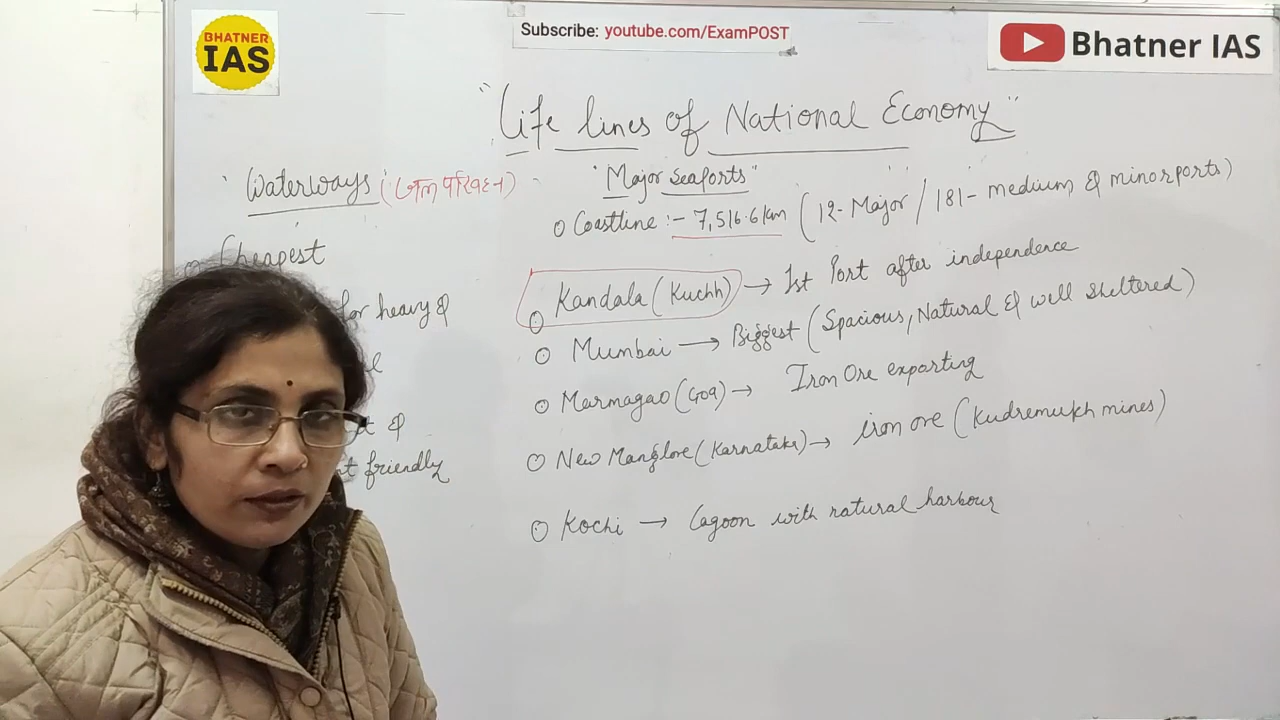 BHATNER
IAS
Subscribe: youtube.com/ExamPOST
Bhatner IAS
"Life lines of National Economy"
Waterways (जल परिवहन)
Cheapest
for heavy &
& 
friendly
"Major Seaports"
Coastline :- 7,516.6 km (12- Major / 181- medium & minor ports)
Kandala (Kuchh) → 1st Port after independence
Mumbai → Biggest (Spacious, Natural & well sheltered)
Marmagao (Goa) → Iron Ore exporting
New Manglore (Karnataka) → iron ore (Kudremukh mines)
Kochi → Lagoon with natural harbour